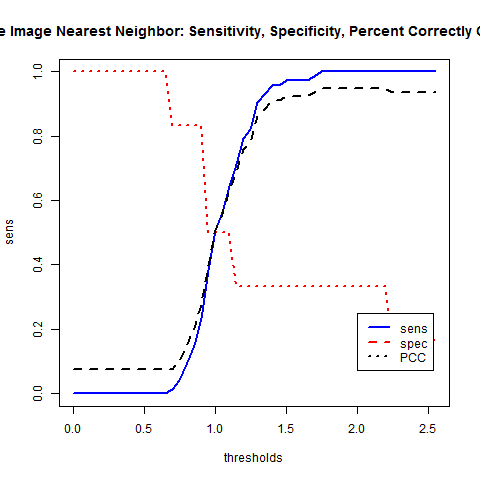 e Image Nearest Neighbor: Sensitivity, Specificity, Percent Correctly C
sens
1.0
0.8
0.6
0.4
0.2
0.0
sens
spec
PCC
0.0 0.5 1.0 1.5 2.0 2.5
thresholds